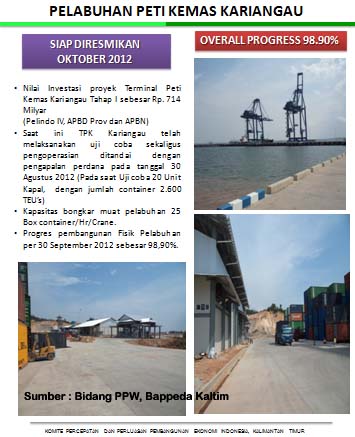 PELABUHAN PETI KEMAS KARIANGAU
SIAP DIRESMIKAN
OKTOBER 2012
OVERALL PROGRESS 98.90%
• Nilai Investasi proyek Terminal Peti
Kemas Kariangau Tahap I sebesar Rp. 714
Milyar
(Pelindo IV, APBD Prov dan APBN)
• Saat ini TPK Kariangau telah
melaksanakan uji coba sekaligus
pengoperasian ditandai dengan
pengapalan perdana pada tanggal 30
Agustus 2012 (Pada saat Uji coba 20 Unit
Kapal, dengan jumlah container 2.600
TEU's)
• Kapasitas bongkar muat pelabuhan 25
Box container/Hr/Crane.
• Progres pembangunan Fisik Pelabuhan
per 30 September 2012 sebesar 98,90%.
Sumber : Bidang PPW, Bappeda Kaltim
KOMITE PERCEPATAN DAN PERLUASAN PEMBANGUNAN EKONOMI INDONESIA, KALIMANTAN TIMUR